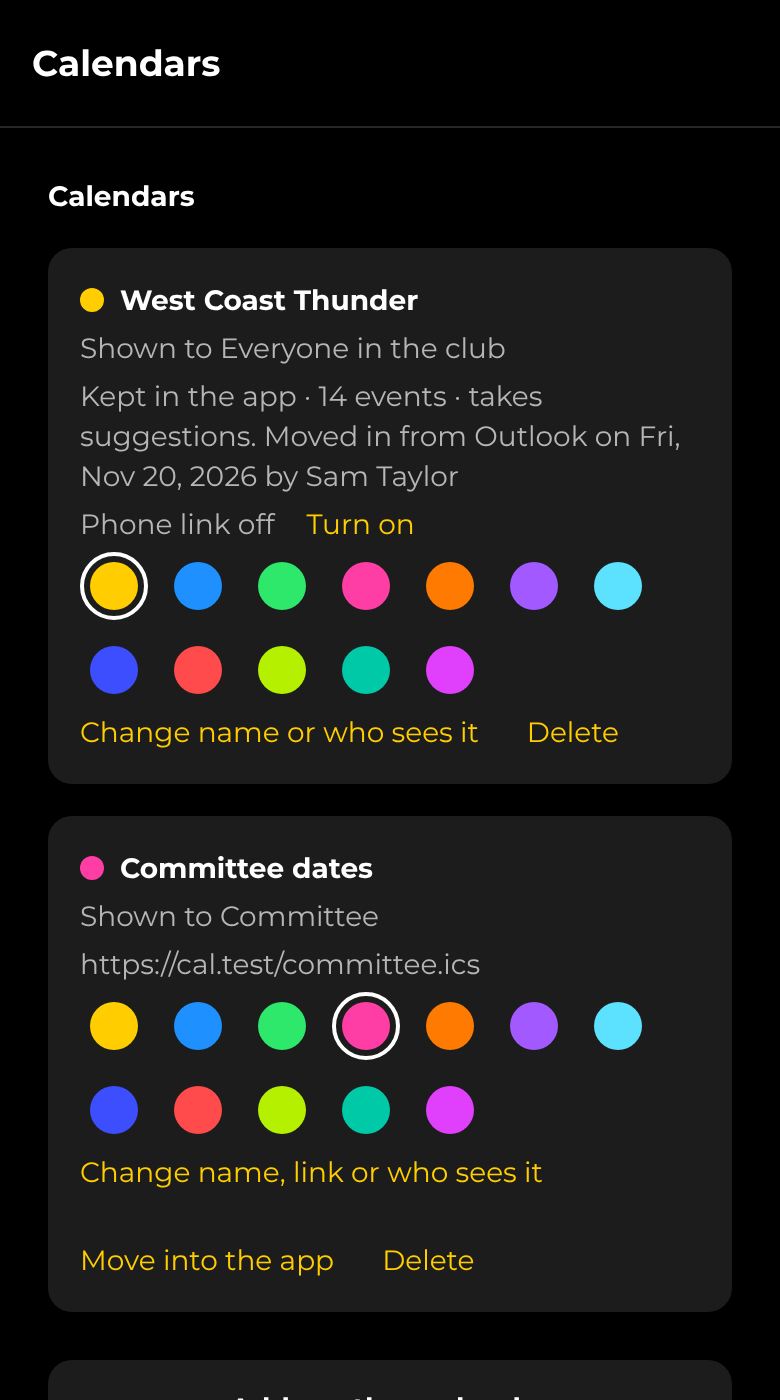 Calendars
Calendars
West Coast Thunder
Shown to Everyone in the club
Kept in the app · 14 events · takes
suggestions. Moved in from Outlook on Fri,
Nov 20, 2026 by Sam Taylor
Phone link off Turn on
Change name or who sees it Delete
Committee dates
Shown to Committee
https://cal.test/committee.ics
Change name, link or who sees it
Move into the app Delete